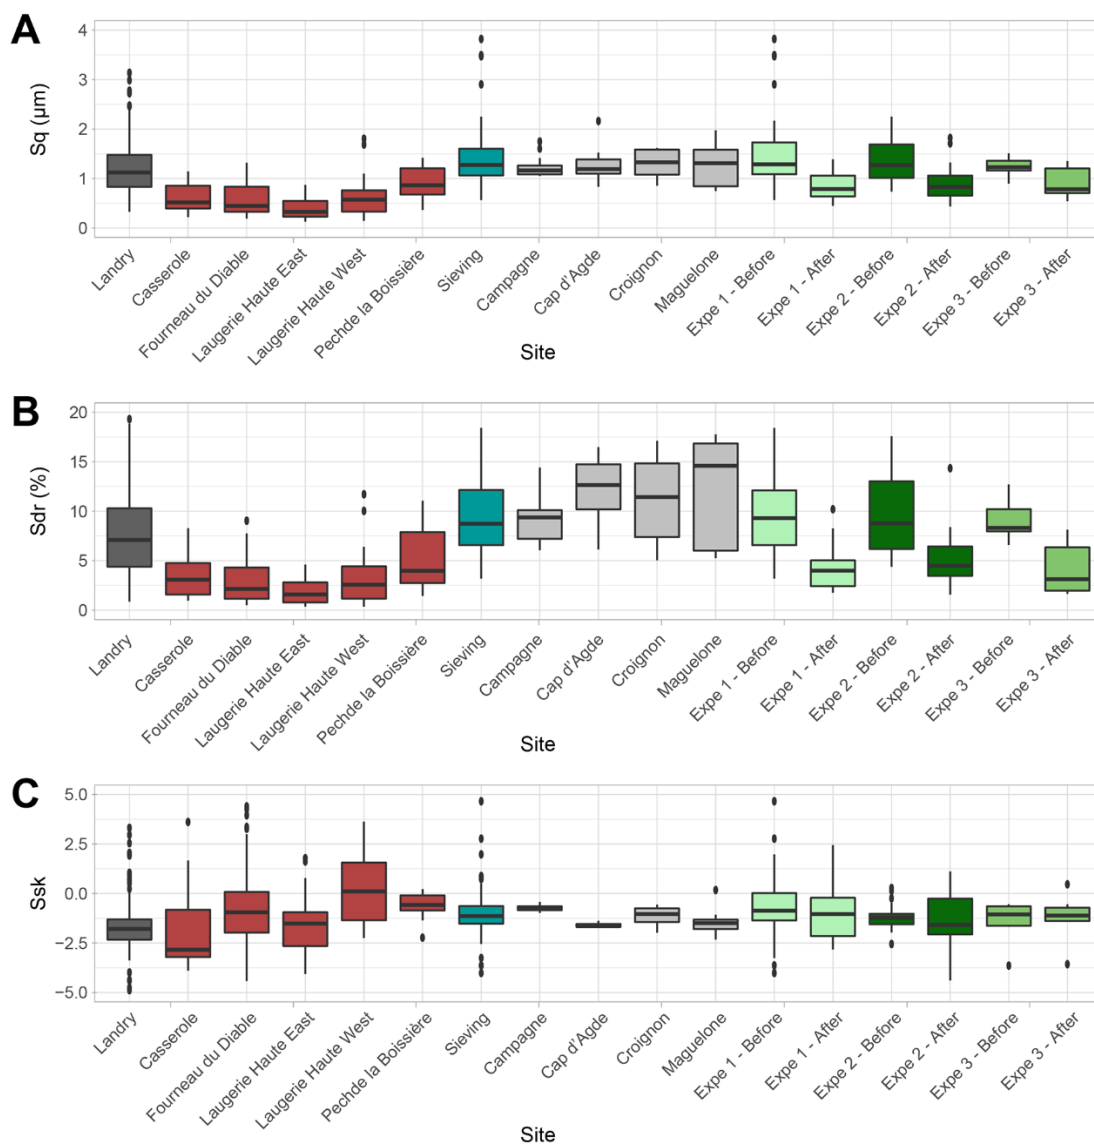 A
Sq (μm)
4
3
2
1
0
Landry
Casserole
Fourneau du Diable
Laugerie Haute East
Laugerie Haute West
Pechde la Boissière
Sieving
Campagne
Cap d'Agde
Croignon
Maguelone
Expe 1 - Before
Expe 1 - After
Expe 2 - Before
Expe 2 - After
Expe 3 - Before
Expe 3 - After
Site
B
Sdr (%)
20
15
10
5
0
Landry
Casserole
Fourneau du Diable
Laugerie Haute East
Laugerie Haute West
Pechde la Boissière
Sieving
Campagne
Cap d'Agde
Croignon
Maguelone
Expe 1 - Before
Expe 1 - After
Expe 2 - Before
Expe 2 - After
Expe 3 - Before
Expe 3 - After
Site
C
Ssk
5.0
2.5
0.0
−2.5
−5.0
Landry
Casserole
Fourneau du Diable
Laugerie Haute East
Laugerie Haute West
Pechde la Boissière
Sieving
Campagne
Cap d'Agde
Croignon
Maguelone
Expe 1 - Before
Expe 1 - After
Expe 2 - Before
Expe 2 - After
Expe 3 - Before
Expe 3 - After
Site